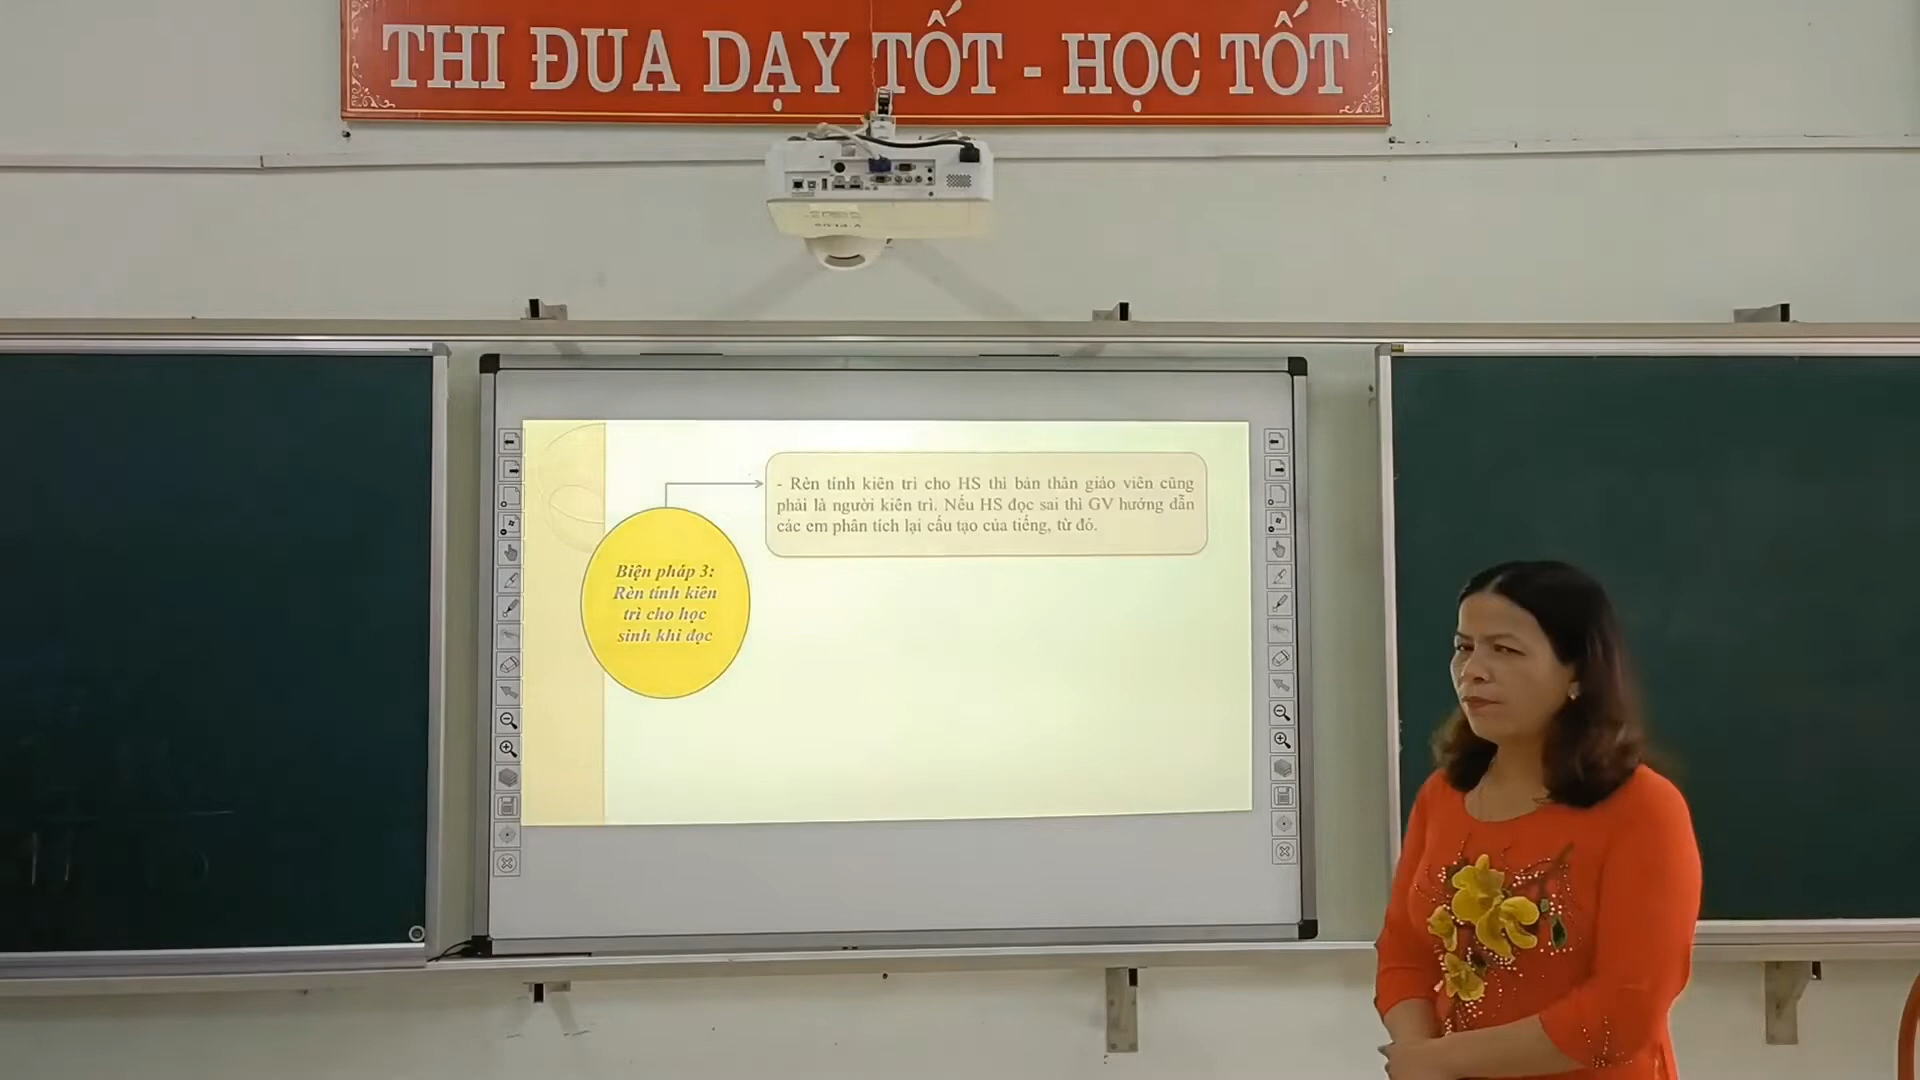 THI ĐUA DẠY TỐT - HỌC TỐT
- Rèn tính kiên trì cho HS thì bản thân giáo viên cũng
phải là người kiên trì. Nếu HS đọc sai thì GV hướng dẫn
các em phân tích lại cấu tạo của tiếng, từ đó.
Biện pháp 3:
Rèn tính kiên
trì cho học
sinh khi đọc